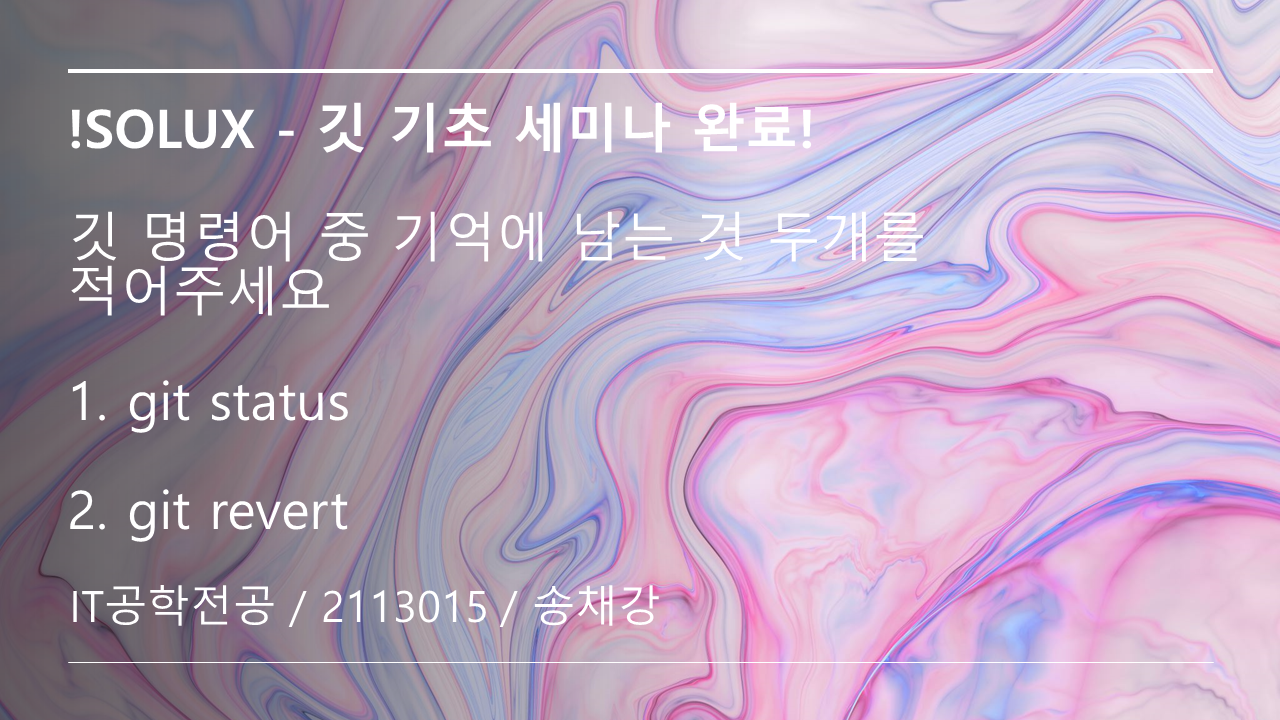 !SOLUX - 깃 기초 세미나 완료!
깃 명령어 중 기억에 남는 것 두개를
적어주세요
1. git status
2. git revert
IT공학전공 / 2113015 / 송채강